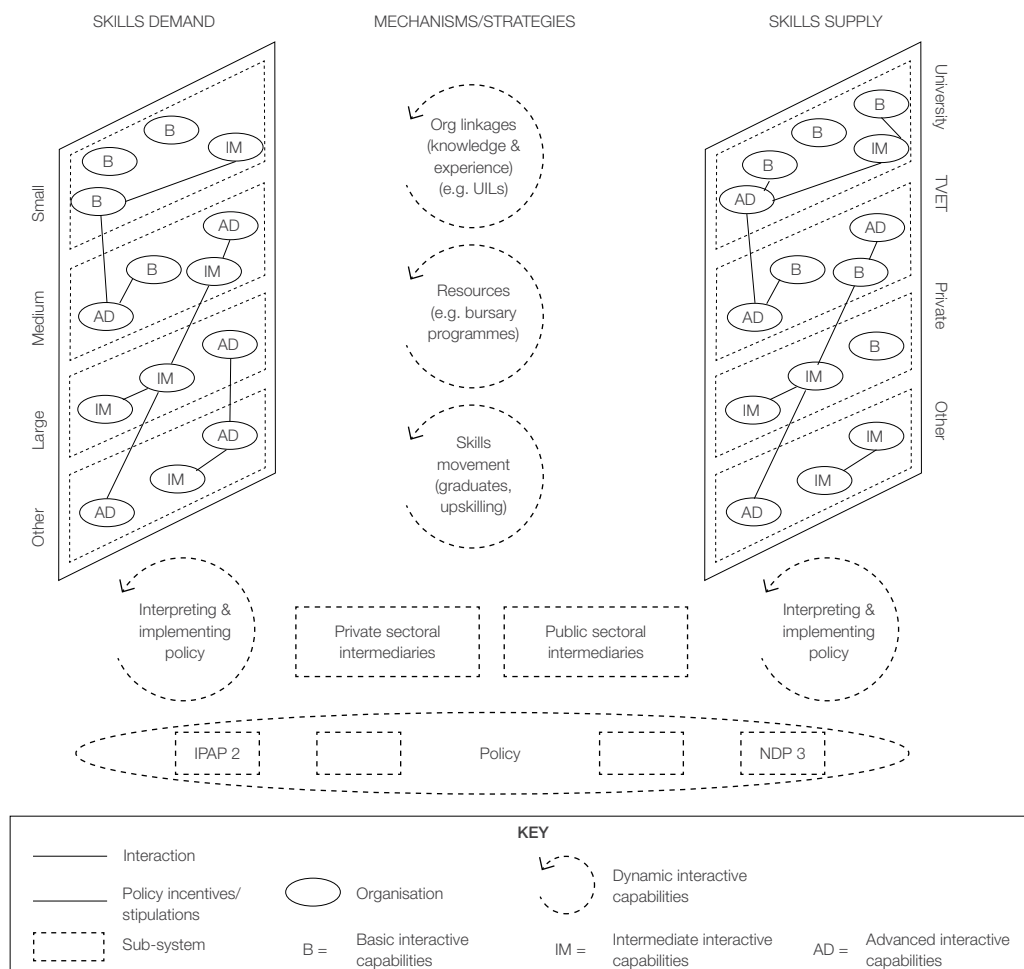 SKILLS DEMAND
MECHANISMS/STRATEGIES
SKILLS SUPPLY
Small
Medium
Large
Other
B
B
IM
B
AD
B
IM
AD
AD
IM
IM
AD
IM
AD
AD
Org linkages
(knowledge &
experience)
(e.g. UILs)
Resources
(e.g. bursary
programmes)
Skills
movement
(graduates,
upskilling)
University
TVET
Private
Other
B
B
IM
B
AD
AD
B
B
AD
B
IM
IM
IM
IM
AD
Interpreting &
implementing
policy
Private sectoral
intermediaries
Public sectoral
intermediaries
Interpreting &
implementing
policy
IPAP 2
Policy
NDP 3
KEY
Interaction
Policy incentives/
stipulations
Sub-system
Organisation
Dynamic interactive
capabilities
B =
Basic interactive
capabilities
IM =
Intermediate interactive
capabilities
AD =
Advanced interactive
capabilities